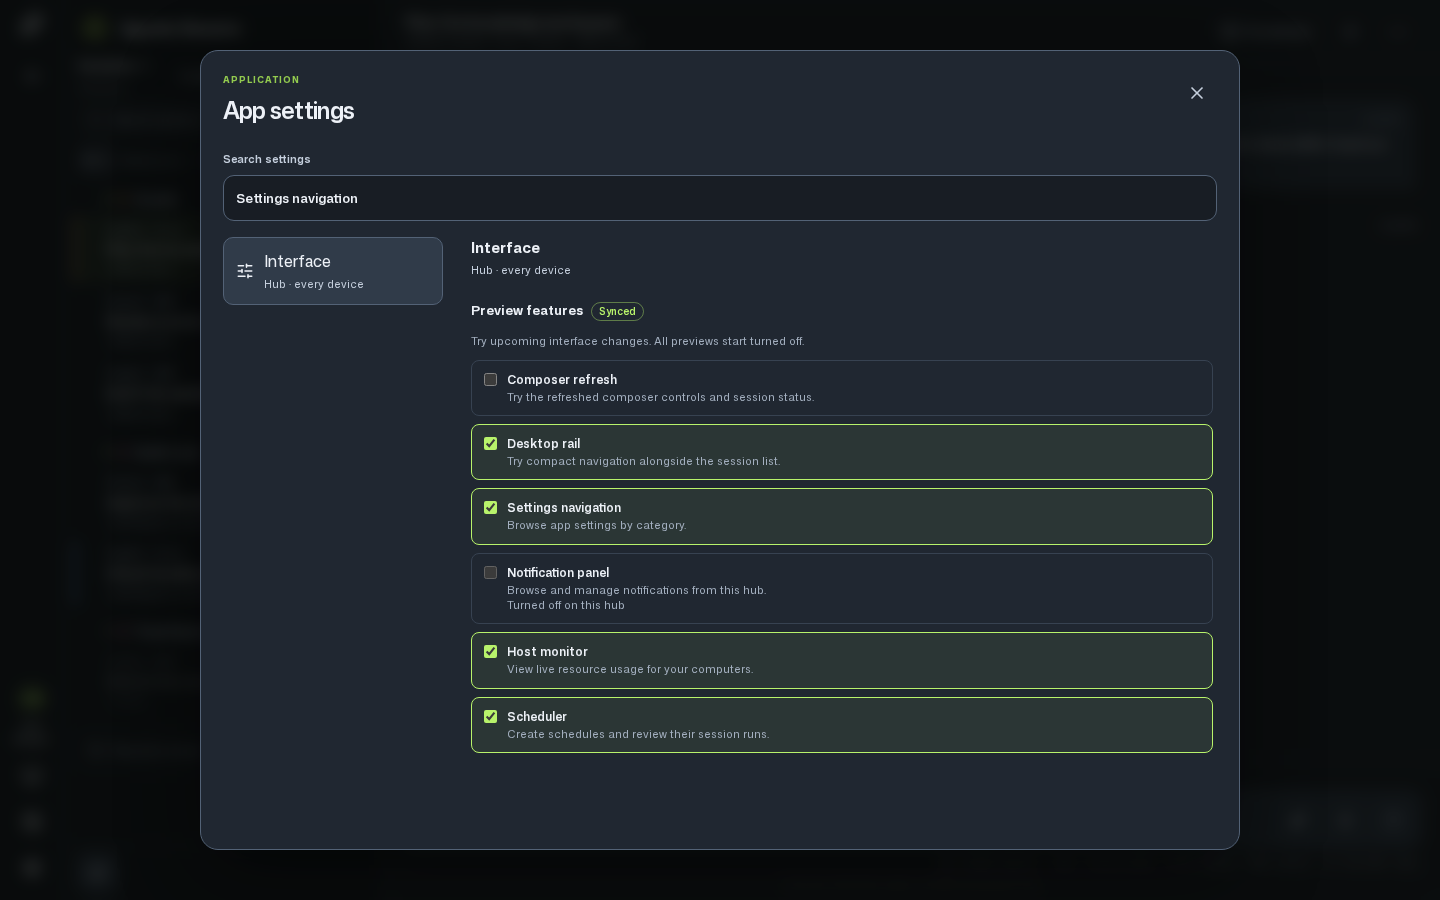 APPLICATION
App settings
Search settings
Settings navigation
Interface
Hub · every device
Interface
Hub · every device
Preview features Synced
Try upcoming interface changes. All previews start turned off.
Composer refresh
Try the refreshed composer controls and session status.
Desktop rail
Try compact navigation alongside the session list.
Settings navigation
Browse app settings by category.
Notification panel
Browse and manage notifications from this hub.
Turned off on this hub
Host monitor
View live resource usage for your computers.
Scheduler
Create schedules and review their session runs.